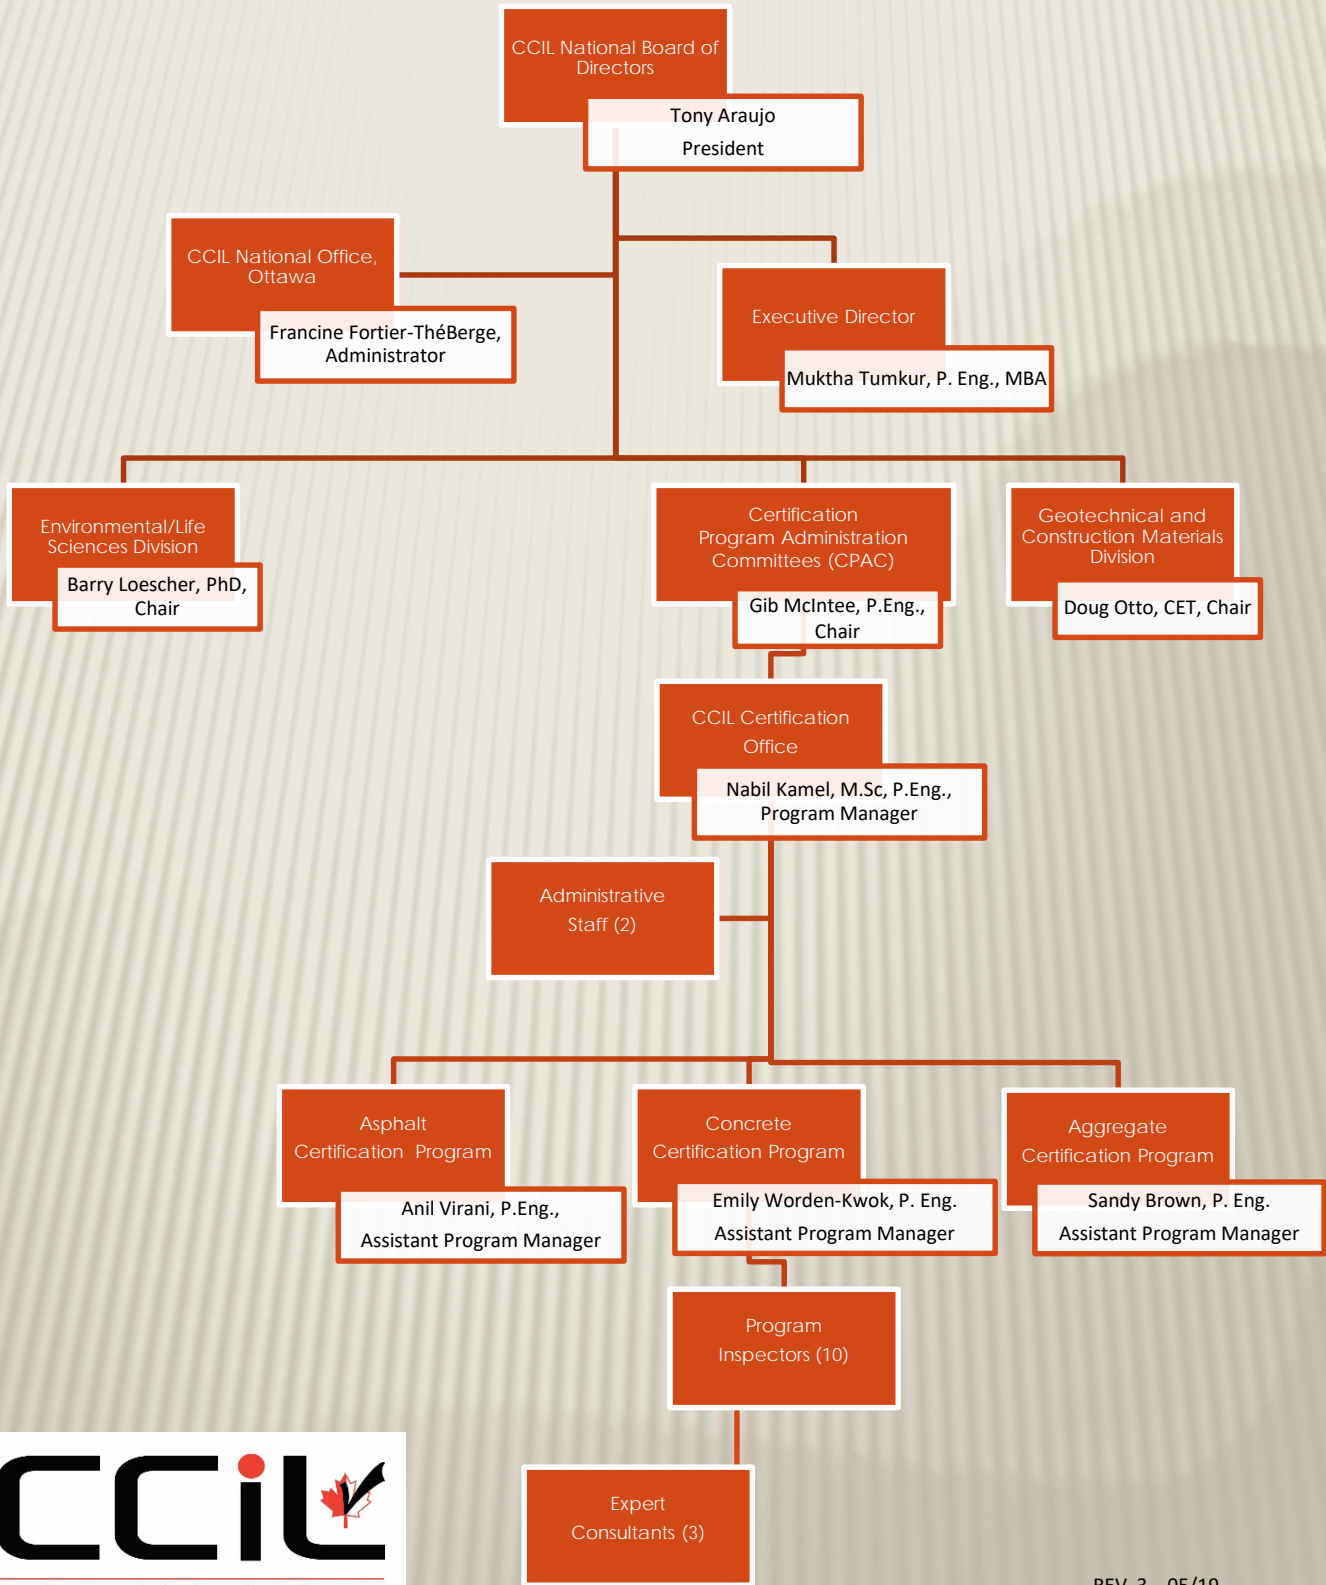 CCIL National Board of
Directors
Tony Araujo
President
CCIL National Office,
Ottawa
Francine Fortier-ThéBerge,
Administrator
Executive Director
Muktha Tumkur, P. Eng., MBA
Environmental/Life
Sciences Division
Barry Loescher, PhD,
Chair
Certification
Program Administration
Committees (CPAC)
Gib McIntee, P.Eng.,
Chair
Geotechnical and
Construction Materials
Division
Doug Otto, CET, Chair
CCIL Certification
Office
Nabil Kamel, M.Sc, P.Eng.,
Program Manager
Administrative
Staff (2)
Asphalt
Certification Program
Anil Virani, P.Eng.,
Assistant Program Manager
Concrete
Certification Program
Emily Worden-Kwok, P. Eng.
Assistant Program Manager
Aggregate
Certification Program
Sandy Brown, P. Eng.
Assistant Program Manager
Program
Inspectors (10)
Expert
Consultants (3)
CCiL
REV. 3 05/19